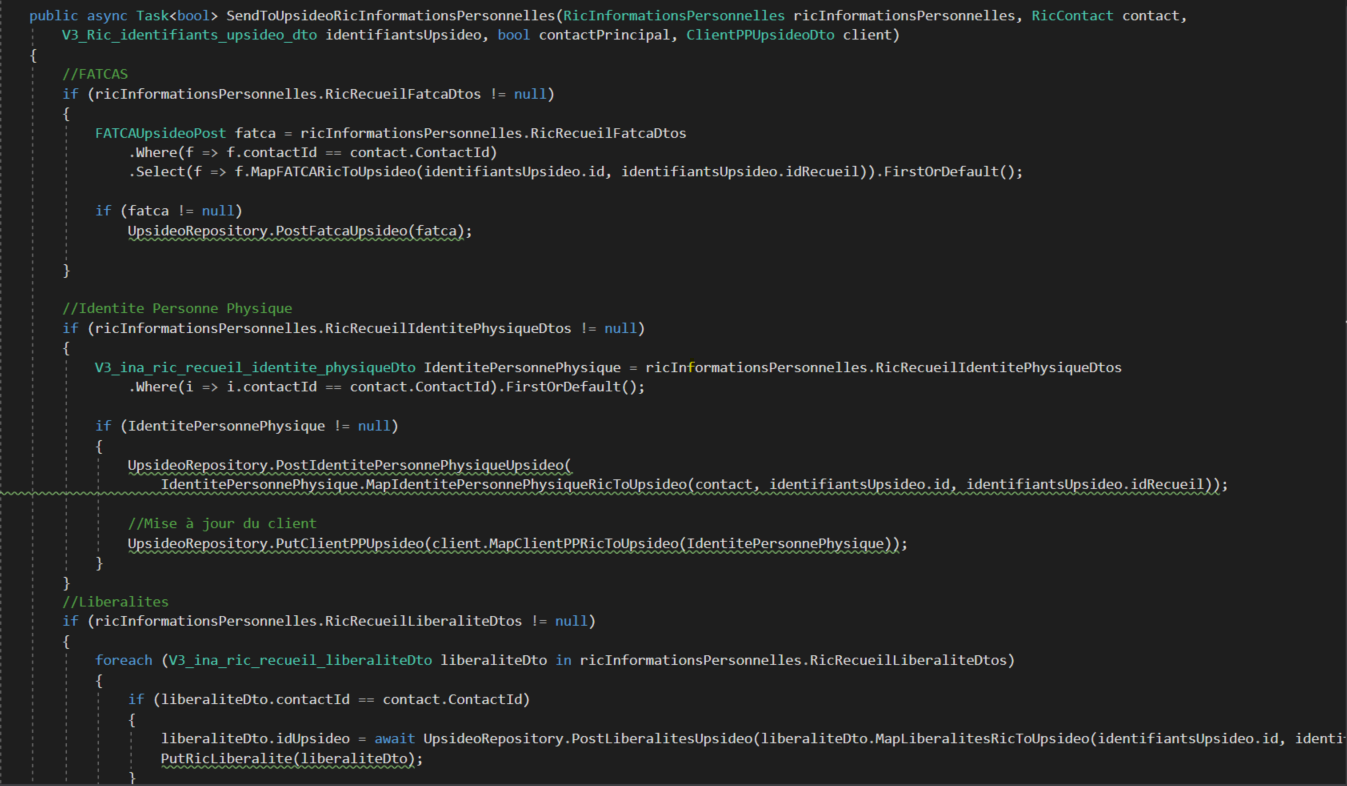 public async Task<bool> SendToUpsideoRicInformationsPersonnelles(RicInformationsPersonnelles ricInformationsPersonnelles, RicContact contact,
V3_Ric_identifiants_upsideo_dto identifiantsUpsideo, bool contactPrincipal, ClientPPUpsideoDto client)
{
//FATCAS
if (ricInformationsPersonnelles.RicRecueilFatcaDtos != null)
{
FATCAUpsideoPost fatca = ricInformationsPersonnelles.RicRecueilFatcaDtos
.Where(f => f.contactId == contact.ContactId)
.Select(f => f.MapFATCARicToUpsideo(identifiantsUpsideo.id, identifiantsUpsideo.idRecueil)).FirstOrDefault();
if (fatca != null)
UpsideoRepository.PostFatcaUpsideo(fatca);
}
//Identite Personne Physique
if (ricInformationsPersonnelles.RicRecueilIdentitePhysiqueDtos != null)
{
V3_ina_ric_recueil_identite_physiqueDto IdentitePersonnePhysique = ricInformationsPersonnelles.RicRecueilIdentitePhysiqueDtos
.Where(i => i.contactId == contact.ContactId).FirstOrDefault();
if (IdentitePersonnePhysique != null)
{
UpsideoRepository.PostIdentitePersonnePhysiqueUpsideo(
IdentitePersonnePhysique.MapIdentitePersonnePhysiqueRicToUpsideo(contact, identifiantsUpsideo.id, identifiantsUpsideo.idRecueil));
//Mise à jour du client
UpsideoRepository.PutClientPPUpsideo(client.MapClientPPRicToUpsideo(IdentitePersonnePhysique));
}
}
//Liberalites
if (ricInformationsPersonnelles.RicRecueilLiberaliteDtos != null)
{
foreach (V3_ina_ric_recueil_liberaliteDto liberaliteDto in ricInformationsPersonnelles.RicRecueilLiberaliteDtos)
{
if (liberaliteDto.contactId == contact.ContactId)
{
liberaliteDto.idUpsideo = await UpsideoRepository.PostLiberalitesUpsideo(liberaliteDto.MapLiberalitesRicToUpsideo(identifiantsUpsideo.id, identi
PutRicLiberalite(liberaliteDto);
}